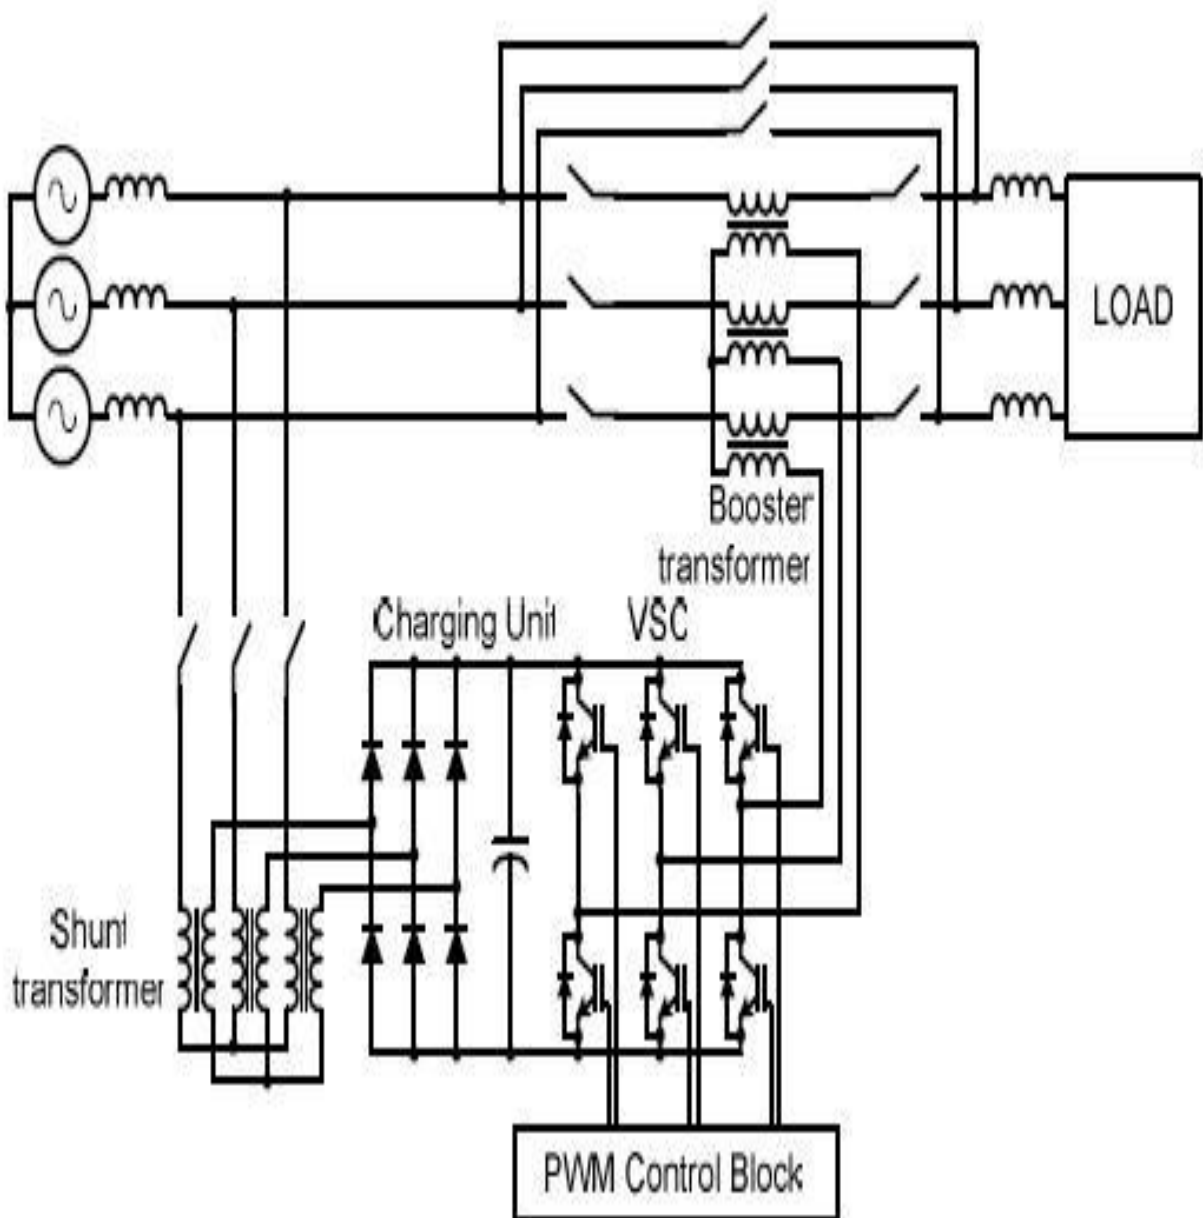 LOAD
Booster
transformer
Charging Unit
VSC
Shunt
transformer
PWM Control Block